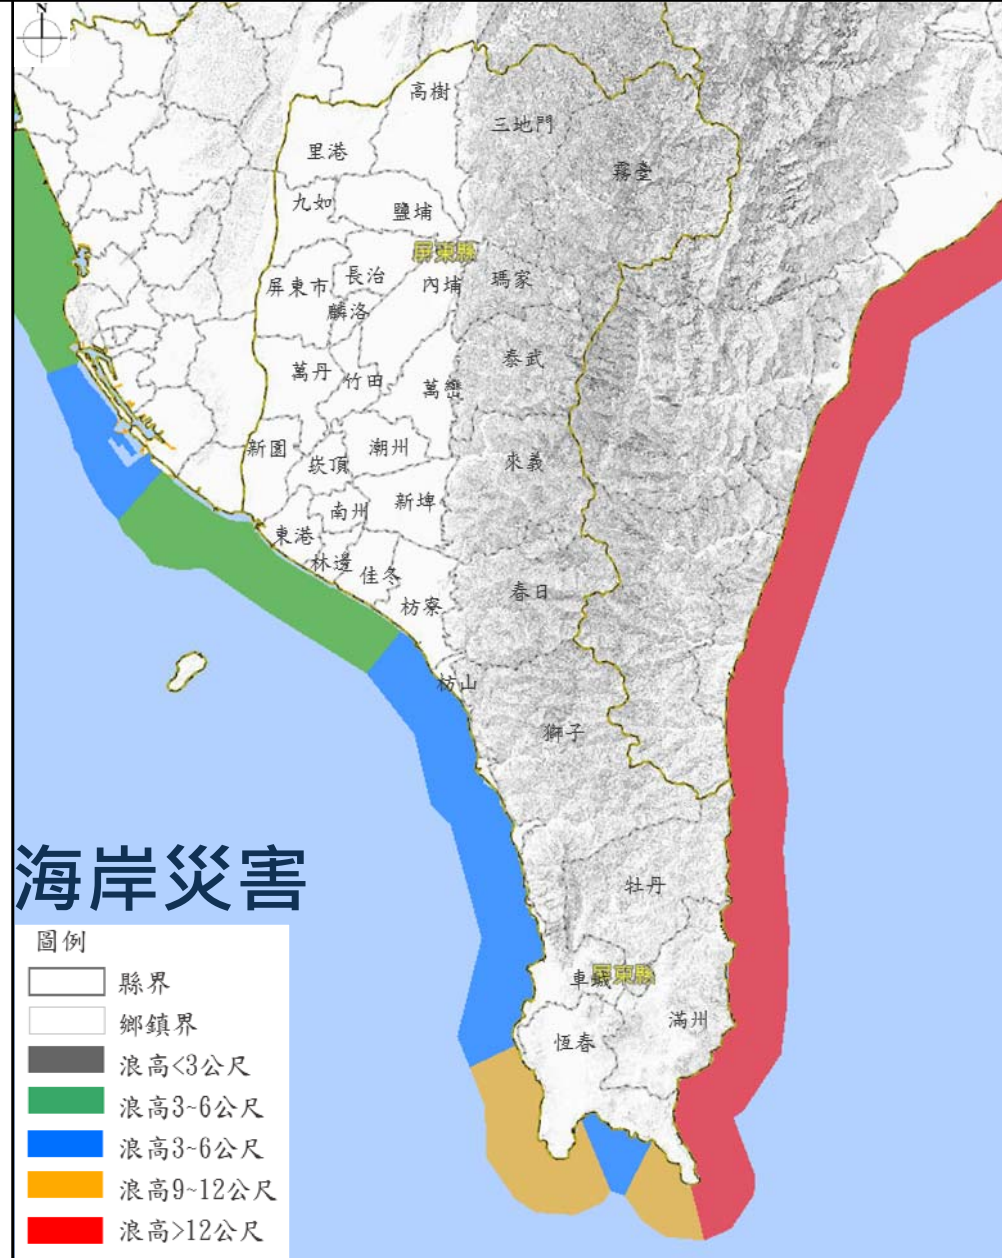 N
高樹
三地門
里港
霧臺
九如
鹽埔
屏東縣
長治
內埔
瑪家
屏東市
麟洛
泰武
萬丹
竹田
萬巒
新園
潮州
崁頂
來義
新埤
南州
東港
林邊
佳冬
春日
枋寮
枋山
獅子
海岸災害
牡丹
車城
屏東縣
滿州
恆春
圖例
縣界
鄉鎮界
浪高<3公尺
浪高3~6公尺
浪高3~6公尺
浪高9~12公尺
浪高>12公尺